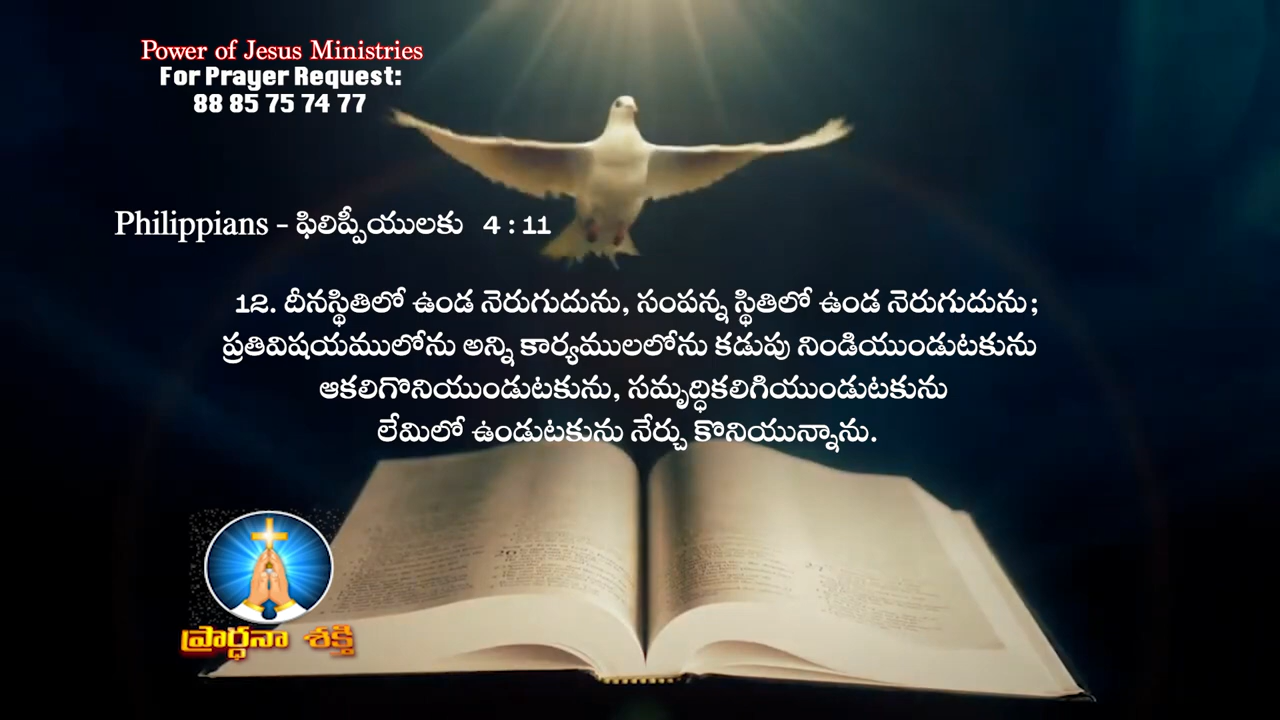 Power of Jesus Ministries
For Prayer Request:
88 85 75 74 77
Philippians - ఫిలిప్పీయులకు 4 : 11
12. దీనస్థితిలో ఉండ నెరుగుదును, సంపన్న స్థితిలో ఉండ నెరుగుదును;
ప్రతివిషయములోను అన్ని కార్యములలోను కడుపు నిండియుండుటకును
ఆకలిగొనియుండుటకును, సమృద్ధికలిగియుండుటకును
లేమిలో ఉండుటకును నేర్చు కొనియున్నాను.
ప్రార్ధనా శక్తి